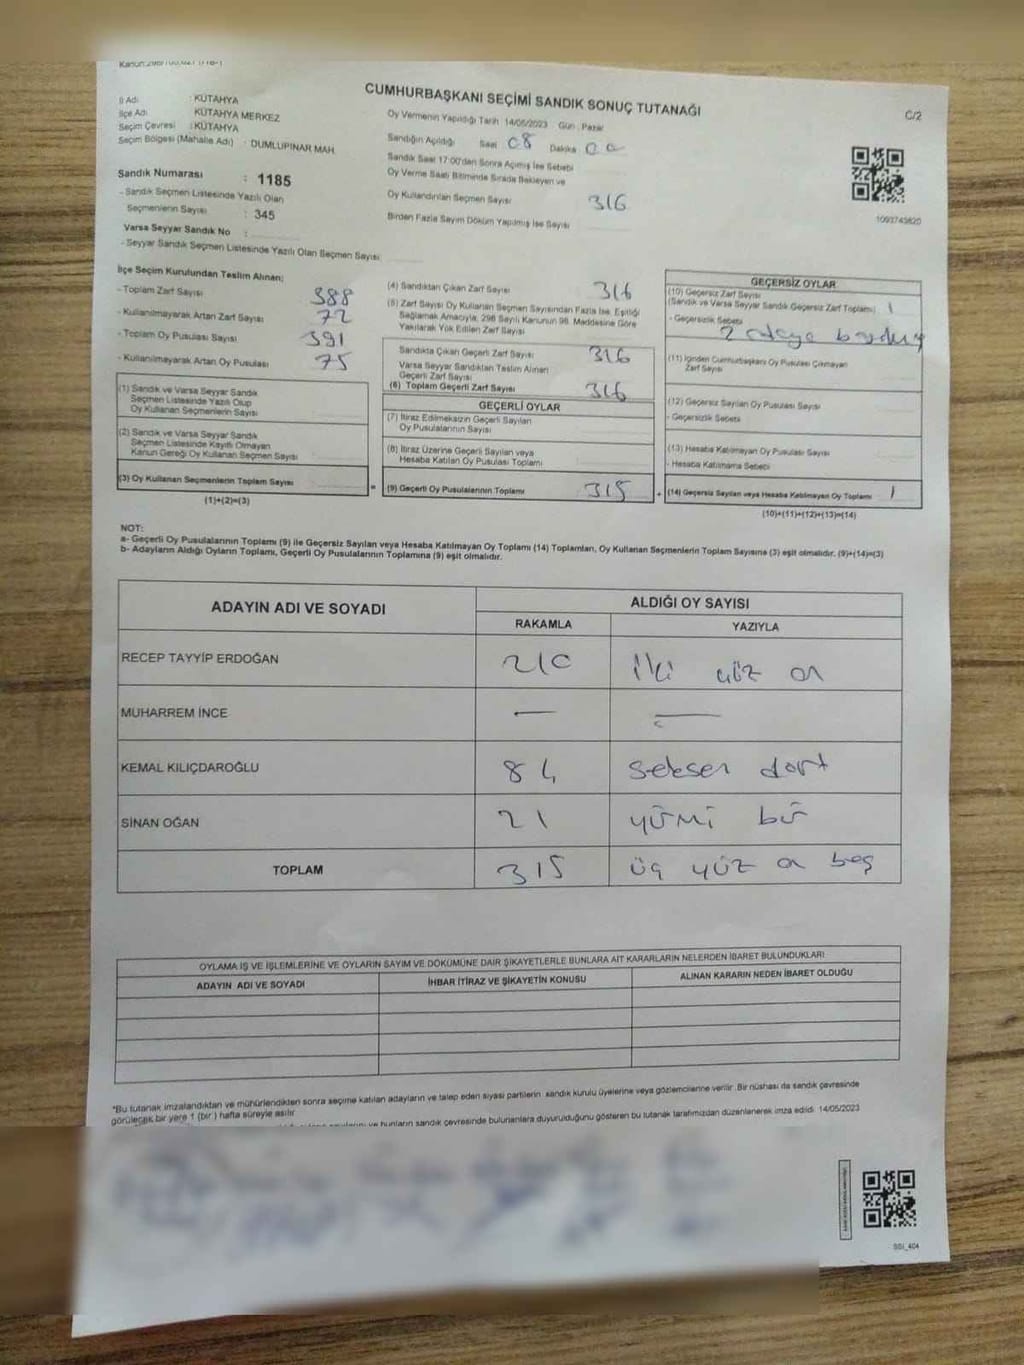 CUMHURBAŞKANI SEÇİMİ SANDIK SONUÇ TUTANAĞI
C/2
İl Adı : KÜTAHYA
İlçe Adı KÜTAHYA MERKEZ
Seçim Çevresi : KÜTAHYA
Seçim Bölgesi (Mahalle Adı) : DUMLUPINAR MAH.
Sandık Numarası : 1185
- Sandık Seçmen Listesinde Yazılı Olan
Seçmenlerin Sayısı : 345
Varsa Seyyar Sandık No :
- Seyyar Sandık Seçmen Listesinde Yazılı Olan Seçmen Sayısı:
Oy Vermenin Yapıldığı Tarih 14/05/2023 Gün : Pazar
Sandığın Açıldığı Saat 08 Dakika 00
Sandık Saat 17:00'den Sonra Açılmış İse Sebebi
Oy Verme Saati Bitiminde Sırada Bekleyen ve
Oy Kullandırılan Seçmen Sayısı 316
Birden Fazla Sayım Döküm Yapılmış İse Sayısı
1093743820
İlçe Seçim Kurulundan Teslim Alınan;
- Toplam Zarf Sayısı 388
- Kullanılmayarak Artan Zarf Sayısı 72
- Toplam Oy Pusulası Sayısı 391
- Kullanılmayarak Artan Oy Pusulası 75
(1) Sandık ve Varsa Seyyar Sandık
Seçmen Listesinde Yazılı Olup
Oy Kullanan Seçmenlerin Sayısı
(2) Sandık ve Varsa Seyyar Sandık
Seçmen Listesinde Kayıtlı Olmayan
Kanun Gereği Oy Kullanan Seçmen Sayısı
(3) Oy Kullanan Seçmenlerin Toplam Sayısı
(1)+(2)=(3)
(4) Sandıktan Çıkan Zarf Sayısı 316
(5) Zarf Sayısı Oy Kullanan Seçmen Sayısından Fazla İse, Eşitliği
Sağlamak Amacıyla, 298 Sayılı Kanunun 98. Maddesine Göre
Yakılarak Yok Edilen Zarf Sayısı
Sandıkta Çıkan Geçerli Zarf Sayısı 316
Varsa Seyyar Sandıktan Teslim Alınan
Geçerli Zarf Sayısı
(6) Toplam Geçerli Zarf Sayısı 316
GEÇERLİ OYLAR
(7) İtiraz Edilmeksizin Geçerli Sayılan
Oy Pusulalarının Sayısı
(8) İtiraz Üzerine Geçerli Sayılan veya
Hesaba Katılan Oy Pusulası Toplamı
= (9) Geçerli Oy Pusulalarının Toplamı 315
GEÇERSİZ OYLAR
(10) Geçersiz Zarf Sayısı
(Sandık ve Varsa Seyyar Sandık Geçersiz Zarf Toplamı) 1
- Geçersizlik Sebebi
2 adaya
(11) İçinden Cumhurbaşkanı Oy Pusulası Çıkmayan
Zarf Sayısı
(12) Geçersiz Sayılan Oy Pusulası Sayısı
- Geçersizlik Sebebi
(13) Hesaba Katılmayan Oy Pusulası Sayısı
- Hesaba Katılmama Sebebi
+ (14) Geçersiz Sayılan veya Hesaba Katılmayan Oy Toplamı 1
(10)+(11)+(12)+(13)=(14)
NOT:
a- Geçerli Oy Pusulalarının Toplamı (9) ile Geçersiz Sayılan veya Hesaba Katılmayan Oy Toplamı (14) Toplamları, Oy Kullanan Seçmenlerin Toplam Sayısına (3) eşit olmalıdır. (9)+(14)=(3)
b- Adayların Aldığı Oyların Toplamı, Geçerli Oy Pusulalarının Toplamına (9) eşit olmalıdır.
ADAYIN ADI VE SOYADI ALDIĞI OY SAYISI
RAKAMLA YAZIYLA
RECEP TAYYİP ERDOĞAN 210 iki yüz on
MUHARREM İNCE —
KEMAL KILIÇDAROĞLU 84 seksen dört
SİNAN OĞAN 21 yirmi bir
TOPLAM 315 üç yüz on beş
OYLAMA İŞ VE İŞLEMLERİNE VE OYLARIN SAYIM VE DÖKÜMÜNE DAİR ŞİKAYETLERLE BUNLARA AİT KARARLARIN NELERDEN İBARET BULUNDUKLARI
ADAYIN ADI VE SOYADI İHBAR İTİRAZ VE ŞİKAYETİN KONUSU ALINAN KARARIN NEDEN İBARET OLDUĞU
*Bu tutanak imzalandıktan ve mühürlendikten sonra seçime katılan adayların ve talep eden siyasi partilerin sandık kurulu üyelerine veya gözlemcilerine verilir. Bir nüshası da sandık çevresinde
görülecek bir yere 1 (bir ) hafta süreyle asılır
ve bunların sandık çevresinde bulunanlara duyurulduğunu gösteren bu tutanak tarafımızdan düzenlenerek imza edildi. 14/05/2023
SSI_404